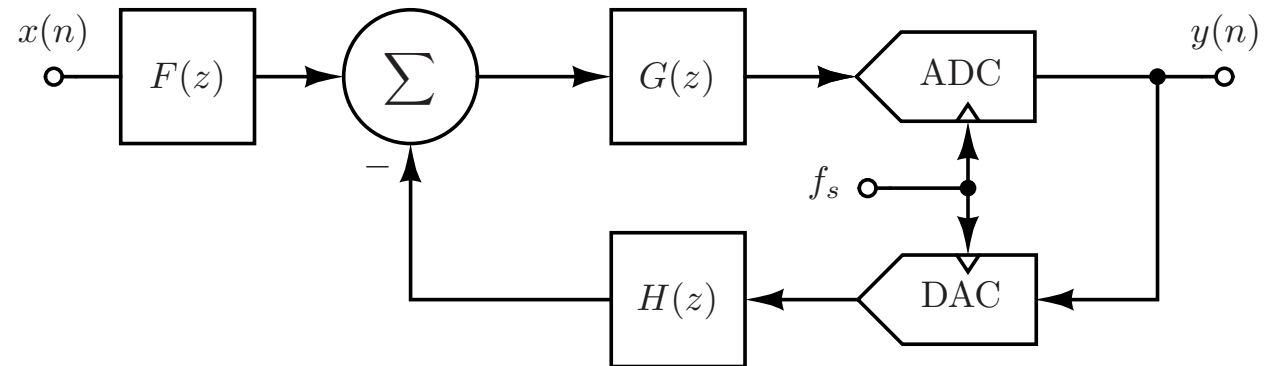 x(n)
F(z)
∑
G(z)
ADC
y(n)
−
f_s
H(z)
DAC